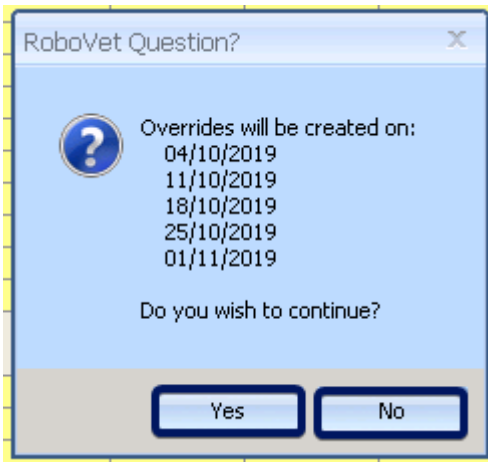 RoboVet Question?
Overrides will be created on:
04/10/2019
11/10/2019
18/10/2019
25/10/2019
01/11/2019
Do you wish to continue?
Yes No